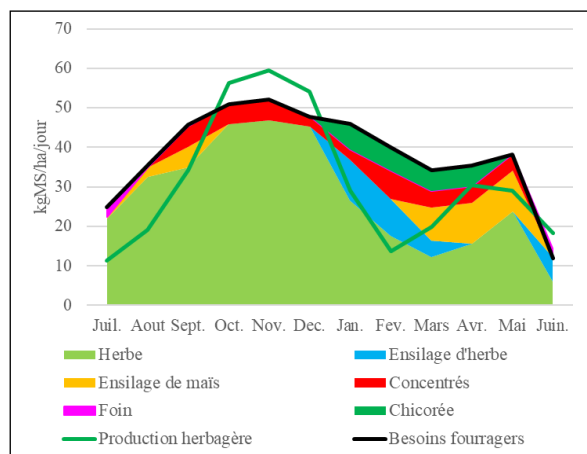 70
60
50
40
30
20
10
0
kgMS/ha/jour
Juil. Aout Sept. Oct. Nov. Dec. Jan. Fev. Mars Avr. Mai Juin.
Herbe Ensilage d'herbe
Ensilage de maïs Concentrés
Foin Chicorée
Production herbagère Besoins fourragers